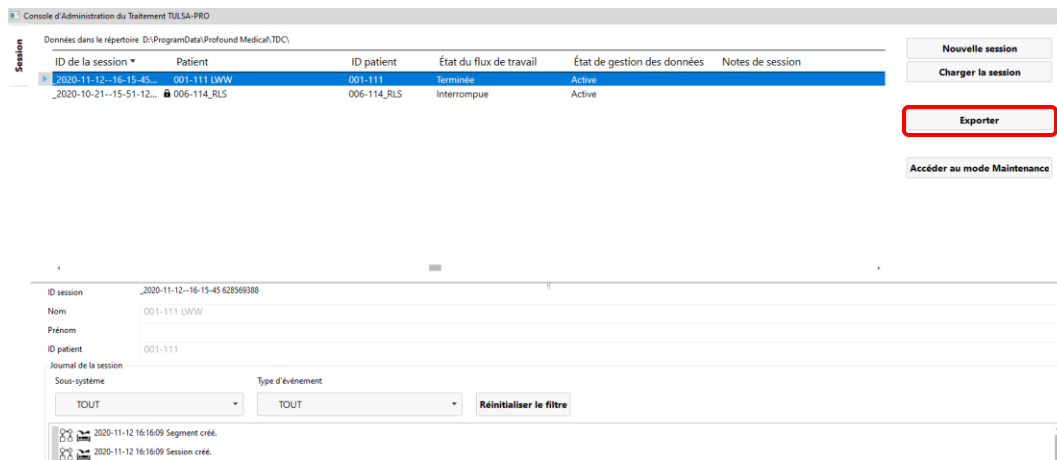 Console d'Administration du Traitement TULSA-PRO
Session
Données dans le répertoire D:\ProgramData\Profound Medical\TDC\
ID de la session Patient ID patient État du flux de travail État de gestion des données Notes de session
_2020-11-12--16-15-45... 001-111 LWW 001-111 Terminée Active
_2020-10-21--15-51-12... 006-114_RLS 006-114_RLS Interrompue Active
Nouvelle session
Charger la session
Exporter
Accéder au mode Maintenance
ID session _2020-11-12--16-15-45 628569388
Nom 001-111 LWW
Prénom
ID patient 001-111
Journal de la session
Sous-système Type d'événement
TOUT TOUT Réinitialiser le filtre
2020-11-12 16:16:09 Segment créé.
2020-11-12 16:16:09 Session créé.